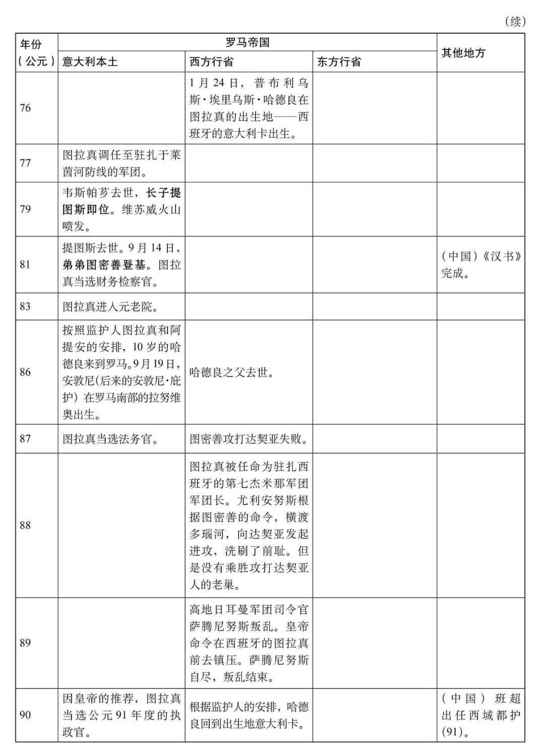 （续）
年份
（公元）
罗马帝国
其他地方
意大利本土
西方行省
东方行省
76
1 月 24 日，普布利乌
斯·埃里乌斯·哈德良在
图拉真的出生地——西
班牙的意大利卡出生。
77
图拉真调任至驻扎于莱
茵河防线的军团。
79
韦斯帕芗去世，长子提
图斯即位。维苏威火山
喷发。
81
提图斯去世。9 月 14 日，
弟弟图密善登基。图拉
真当选财务检察官。
（中国）《汉书》
完成。
83
图拉真进入元老院。
86
按照监护人图拉真和阿
提安的安排，10 岁的哈
德良来到罗马。9 月 19 日，
安敦尼（后来的安敦尼·庇
护）在罗马南部的拉努维
奥出生。
哈德良之父去世。
87
图拉真当选法务官。
图密善攻打达契亚失败。
88
图拉真被任命为驻扎西
班牙的第七杰米那军团
军团长。尤利安努斯根
据图密善的命令，横渡
多瑙河，向达契亚发起
进攻，洗刷了前耻。但
是没有乘胜攻打达契亚
人的老巢。
89
高地日耳曼军团司令官
萨腾尼努斯叛乱。皇帝
命令在西班牙的图拉真
前去镇压。萨腾尼努斯
自尽，叛乱结束。
90
因皇帝的推荐，图拉真
当选公元 91 年度的执
政官。
根据监护人的安排，哈德
良回到出生地意大利卡。
（中国）班超
出任西域都护
（91）。